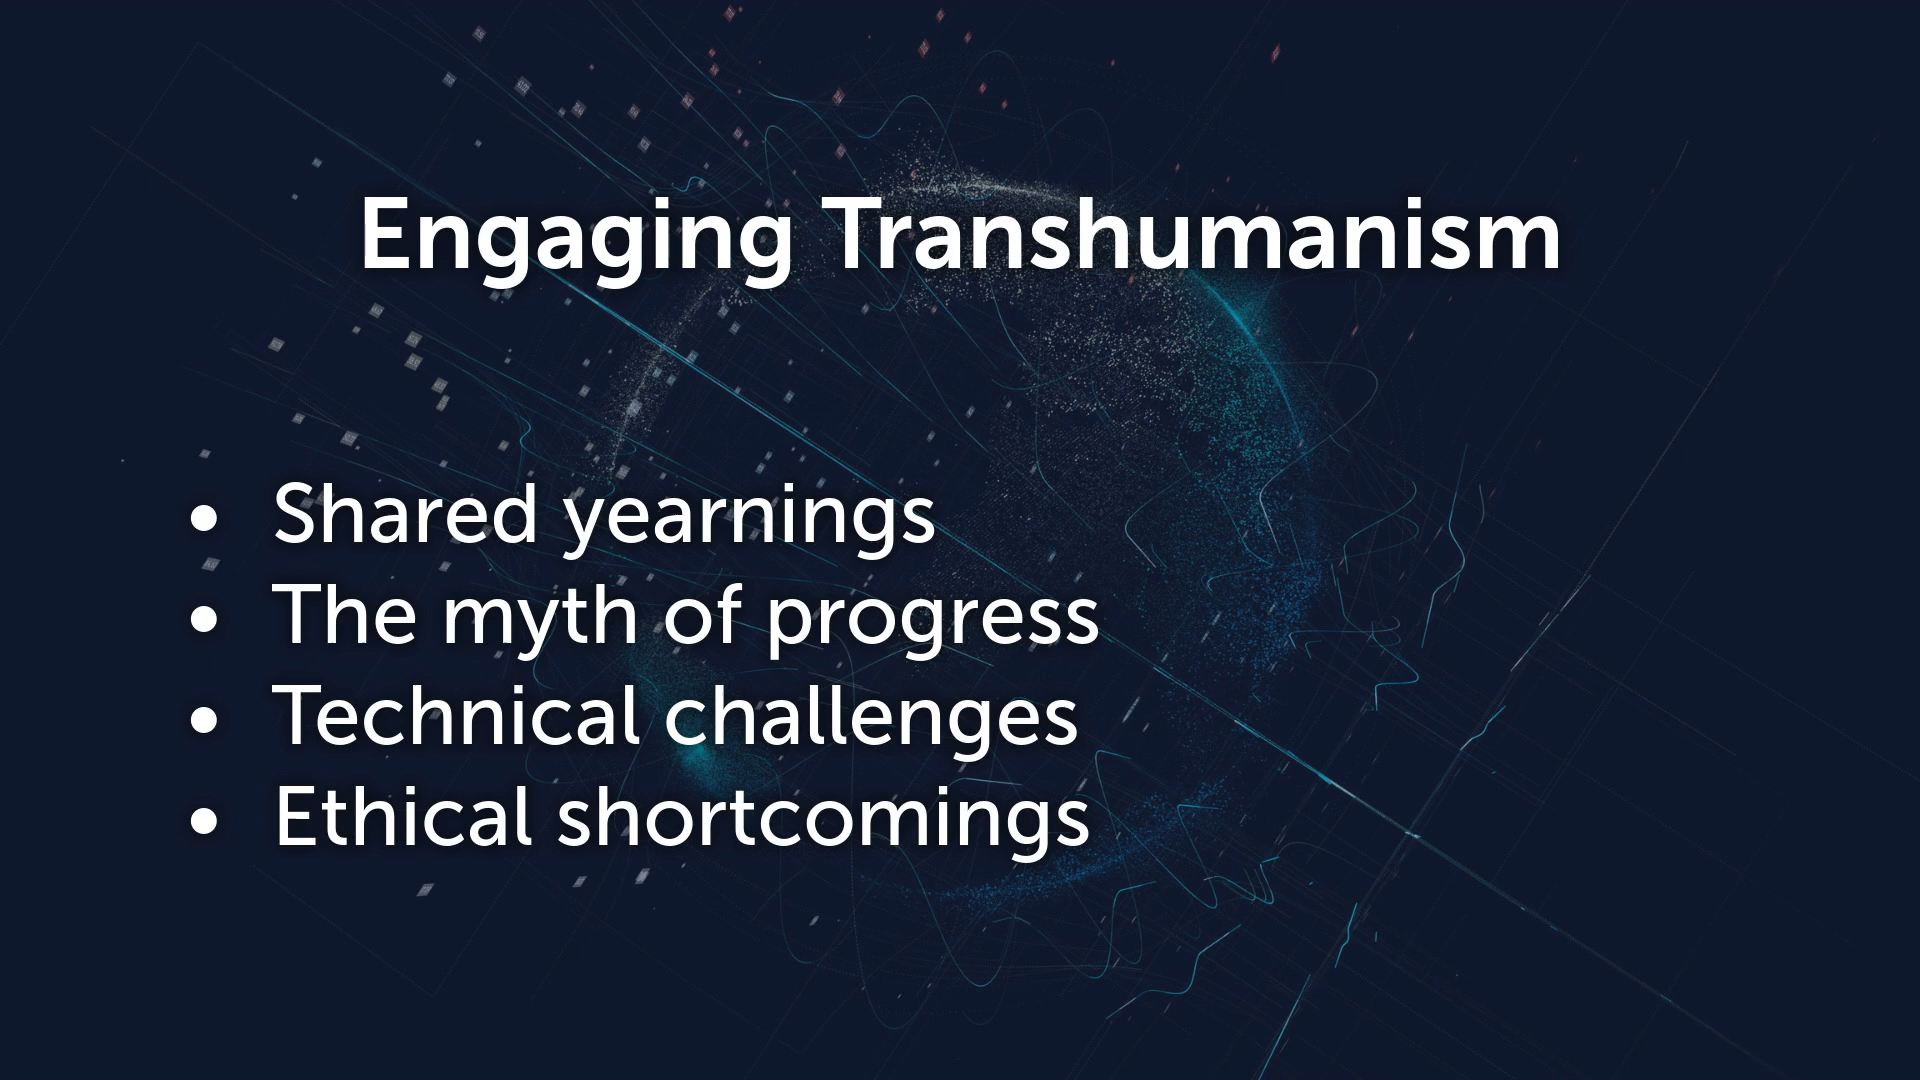 Engaging Transhumanism
• Shared yearnings
• The myth of progress
• Technical challenges
• Ethical shortcomings